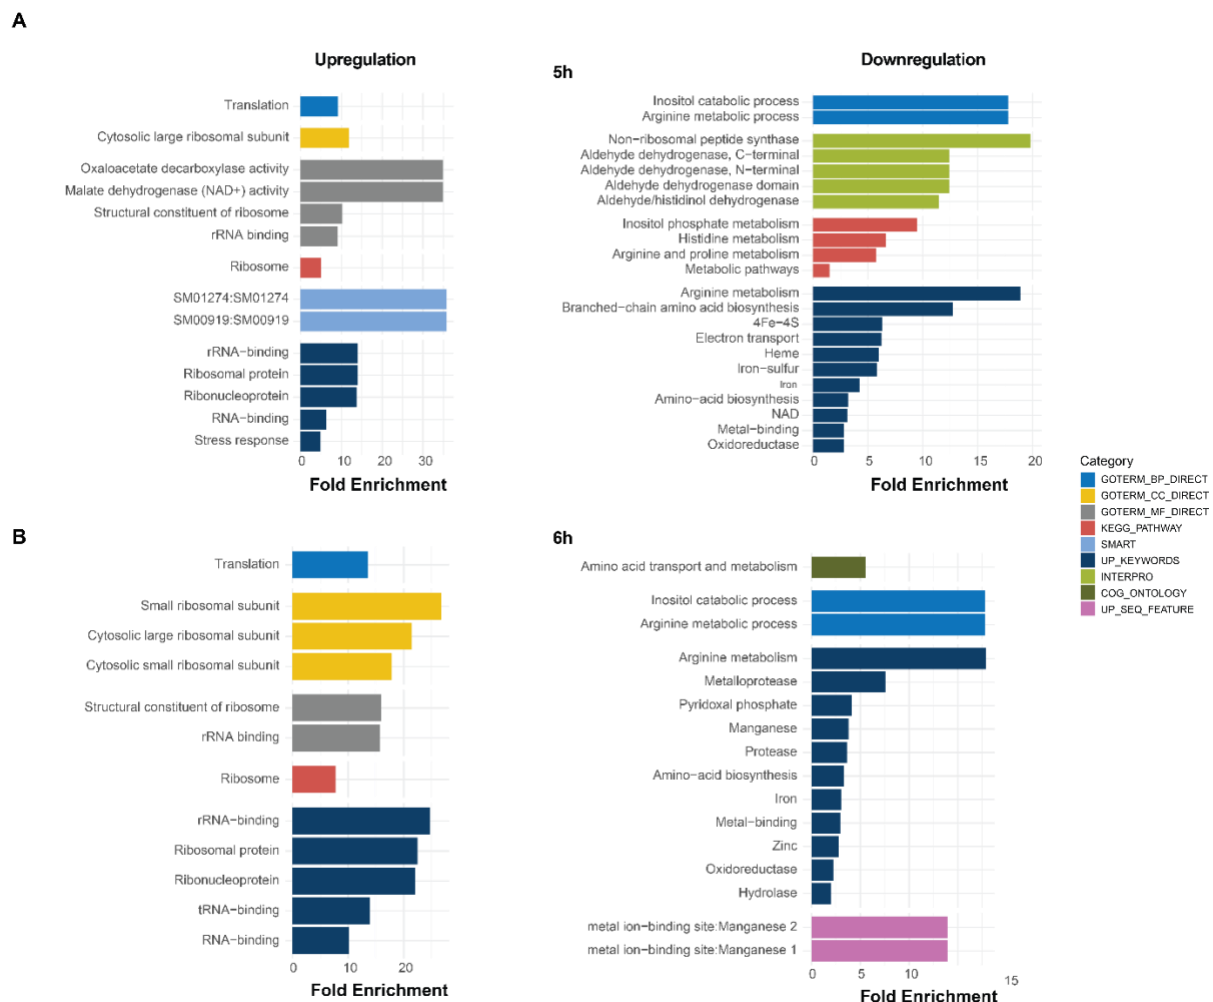 A
Upregulation
5h
Downregulation
Translation
Cytosolic large ribosomal subunit
Oxaloacetate decarboxylase activity
Malate dehydrogenase (NAD+) activity
Structural constituent of ribosome
rRNA binding
Ribosome
SM01274:SM01274
SM00919:SM00919
rRNA−binding
Ribosomal protein
Ribonucleoprotein
RNA−binding
Stress response
0 10 20 30
Fold Enrichment
Inositol catabolic process
Arginine metabolic process
Non−ribosomal peptide synthase
Aldehyde dehydrogenase, C−terminal
Aldehyde dehydrogenase, N−terminal
Aldehyde dehydrogenase domain
Aldehyde/histidinol dehydrogenase
Inositol phosphate metabolism
Histidine metabolism
Arginine and proline metabolism
Metabolic pathways
Arginine metabolism
Branched−chain amino acid biosynthesis
4Fe−4S
Electron transport
Heme
Iron−sulfur
Iron
Amino−acid biosynthesis
NAD
Metal−binding
Oxidoreductase
0 5 10 15 20
Fold Enrichment
Category
GOTERM_BP_DIRECT
GOTERM_CC_DIRECT
GOTERM_MF_DIRECT
KEGG_PATHWAY
SMART
UP_KEYWORDS
INTERPRO
COG_ONTOLOGY
UP_SEQ_FEATURE
B
6h
Translation
Small ribosomal subunit
Cytosolic large ribosomal subunit
Cytosolic small ribosomal subunit
Structural constituent of ribosome
rRNA binding
Ribosome
rRNA−binding
Ribosomal protein
Ribonucleoprotein
tRNA−binding
RNA−binding
0 10 20
Fold Enrichment
Amino acid transport and metabolism
Inositol catabolic process
Arginine metabolic process
Arginine metabolism
Metalloprotease
Pyridoxal phosphate
Manganese
Protease
Amino−acid biosynthesis
Iron
Metal−binding
Zinc
Oxidoreductase
Hydrolase
metal ion−binding site:Manganese 2
metal ion−binding site:Manganese 1
0 5 10 15
Fold Enrichment